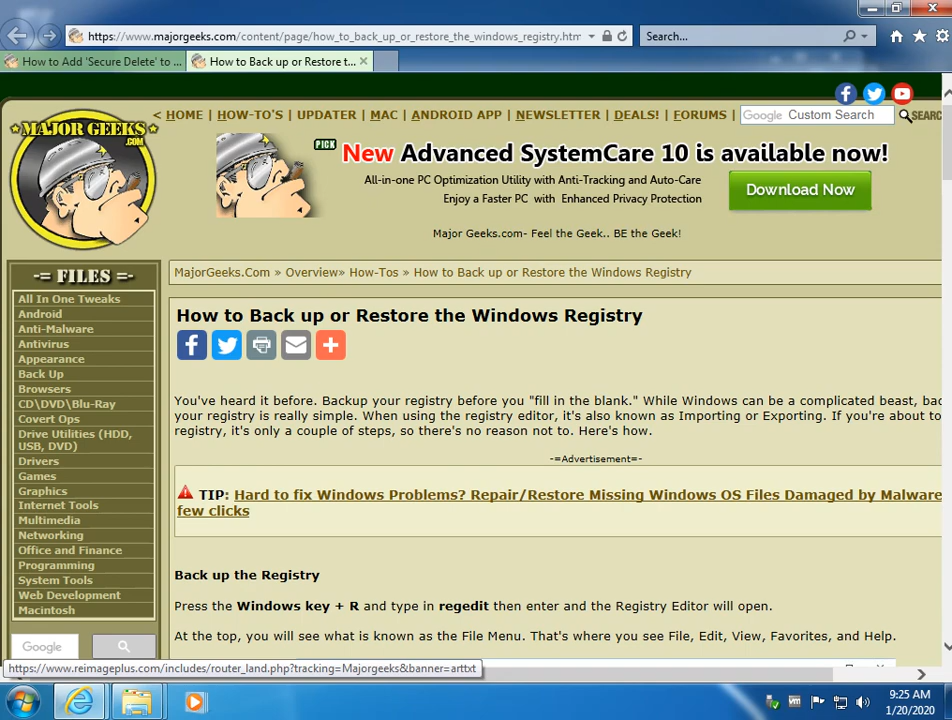 https://www.majorgeeks.com/content/page/how_to_back_up_or_restore_the_windows_registry.htm
Search...
How to Add 'Secure Delete' to ...
How to Back up or Restore t...
MAJOR GEEKS
.COM
< HOME | HOW-TO'S | UPDATER | MAC | ANDROID APP | NEWSLETTER | DEALS! | FORUMS |
Google Custom Search
SEARC
PICK
New Advanced SystemCare 10 is available now!
All-in-one PC Optimization Utility with Anti-Tracking and Auto-Care
Enjoy a Faster PC with Enhanced Privacy Protection
Download Now
Major Geeks.com- Feel the Geek.. BE the Geek!
-= FILES =-
All In One Tweaks
Android
Anti-Malware
Antivirus
Appearance
Back Up
Browsers
CD\DVD\Blu-Ray
Covert Ops
Drive Utilities (HDD,
USB, DVD)
Drivers
Games
Graphics
Internet Tools
Multimedia
Networking
Office and Finance
Programming
System Tools
Web Development
Macintosh
Google
MajorGeeks.Com » Overview» How-Tos » How to Back up or Restore the Windows Registry
How to Back up or Restore the Windows Registry
You've heard it before. Backup your registry before you "fill in the blank." While Windows can be a complicated beast, bac
your registry is really simple. When using the registry editor, it's also known as Importing or Exporting. If you're about to
registry, it's only a couple of steps, so there's no reason not to. Here's how.
-=Advertisement=-
TIP: Hard to fix Windows Problems? Repair/Restore Missing Windows OS Files Damaged by Malware
few clicks
Back up the Registry
Press the Windows key + R and type in regedit then enter and the Registry Editor will open.
At the top, you will see what is known as the File Menu. That's where you see File, Edit, View, Favorites, and Help.
https://www.reimageplus.com/includes/router_land.php?tracking=Majorgeeks&banner=arttxt
9:25 AM
1/20/2020